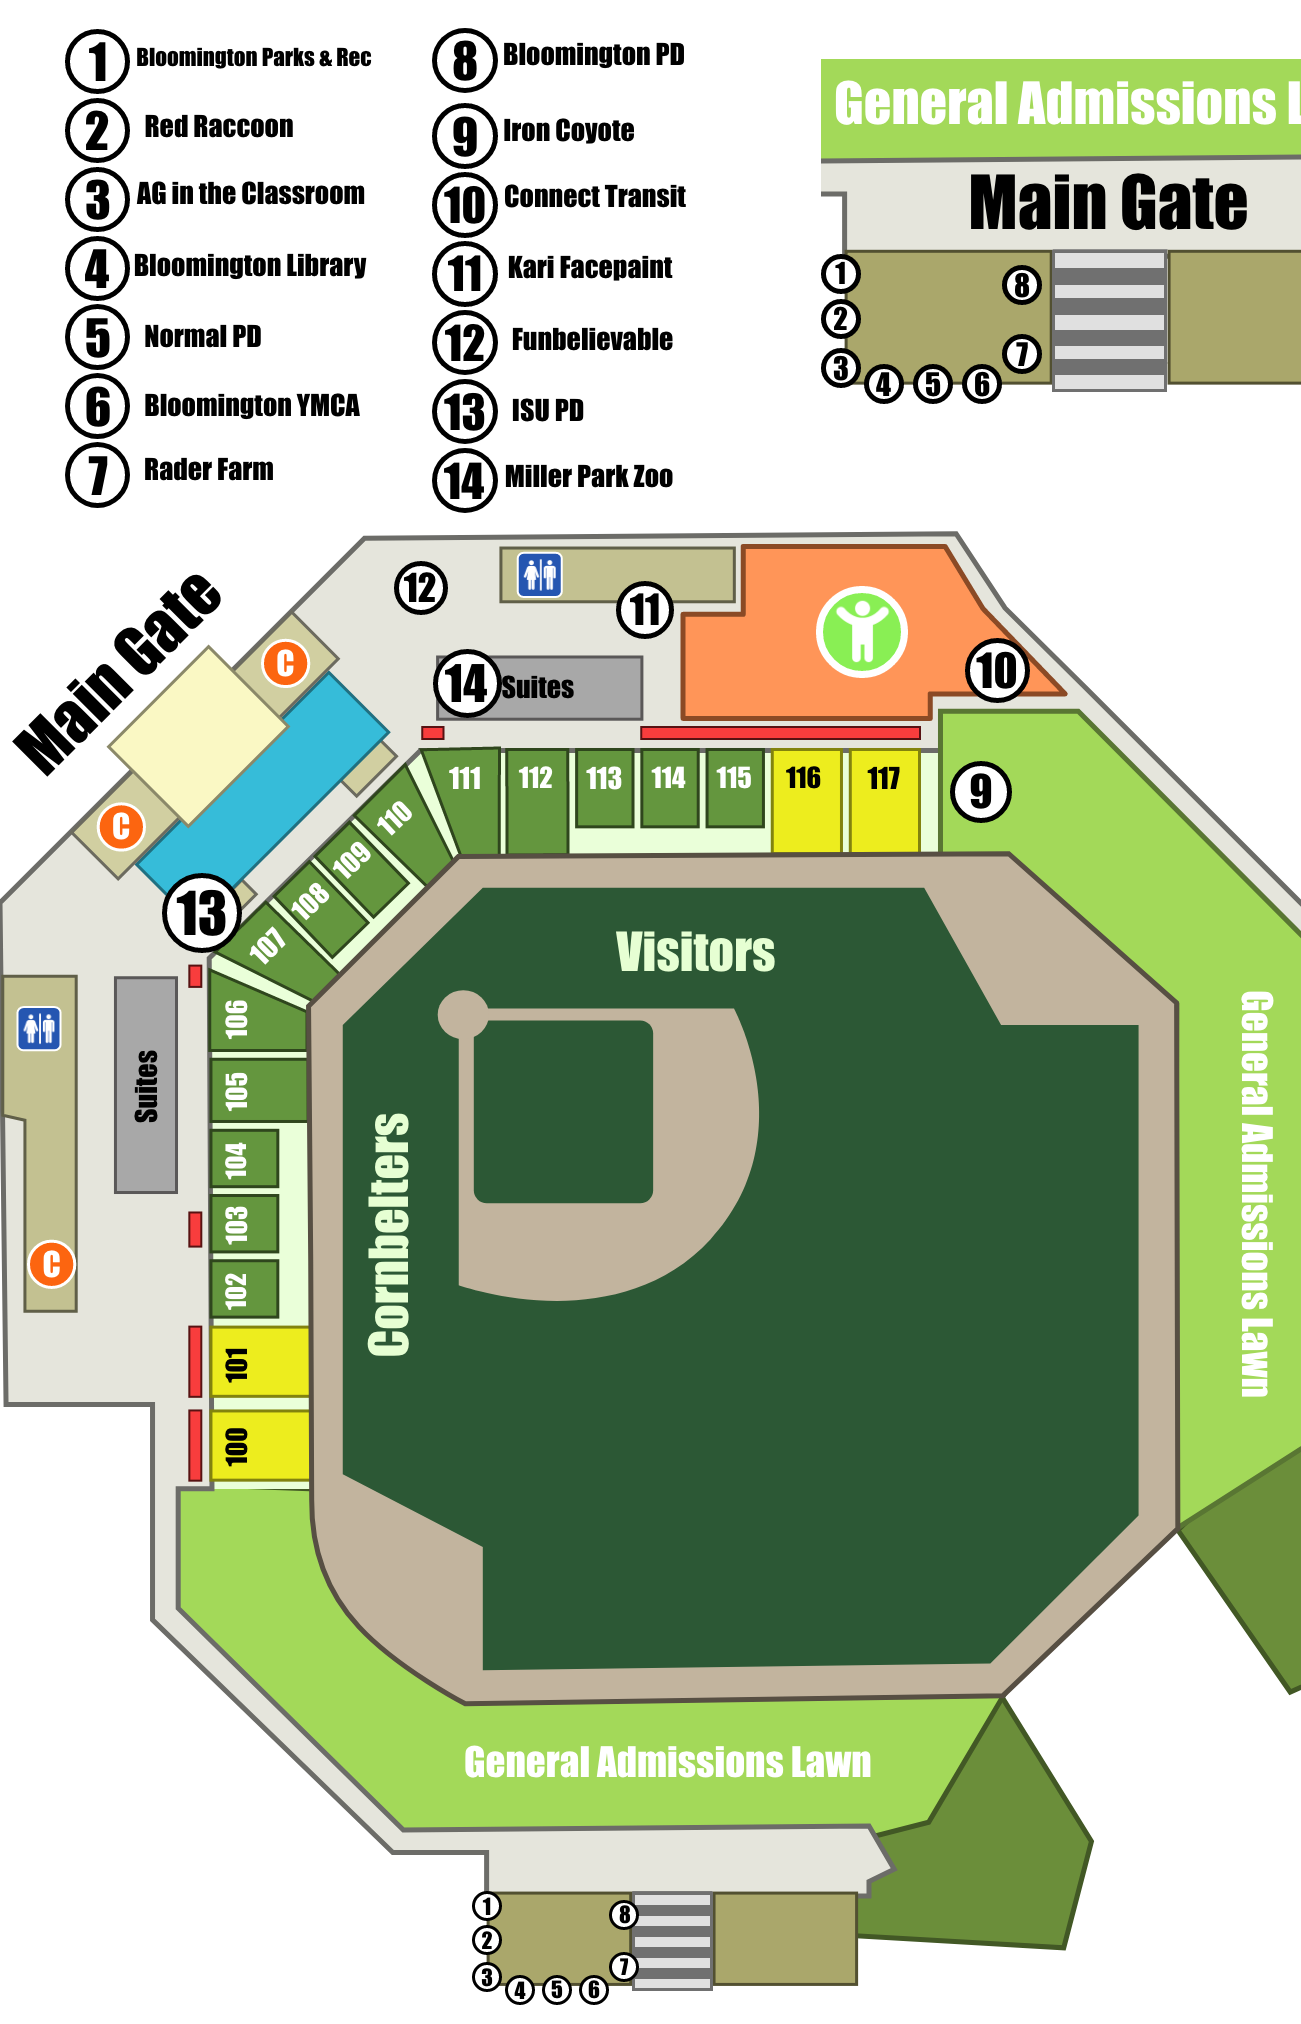 1 Bloomington Parks & Rec
2 Red Raccoon
3 AG in the Classroom
4 Bloomington Library
5 Normal PD
6 Bloomington YMCA
7 Rader Farm
8 Bloomington PD
9 Iron Coyote
10 Connect Transit
11 Kari Facepaint
12 Funbelievable
13 ISU PD
14 Miller Park Zoo
General Admissions L
Main Gate
1
8
2
7
3
4 5 6
Main Gate
12
11
C
14 Suites
10
C
13
9
111 112 113 114 115 116 117
110
109
108
107
106
105
104
103
102
101
100
Suites
C
Visitors
Cornbelters
General Admissions Lawn
General Admissions Lawn
1
8
2
7
3
4 5 6